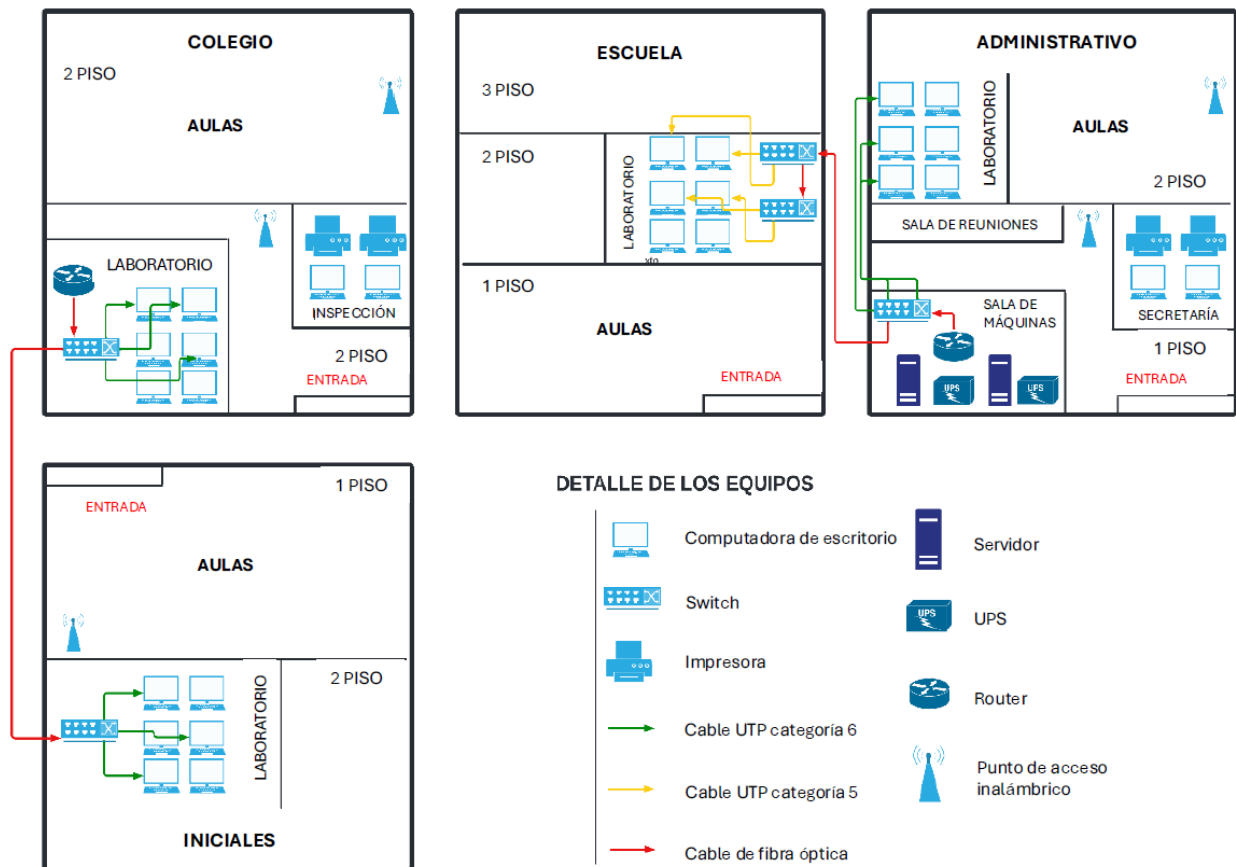 COLEGIO
2 PISO
AULAS
LABORATORIO
INSPECCIÓN
2 PISO
ENTRADA
ESCUELA
3 PISO
2 PISO
LABORATORIO
1 PISO
AULAS
ENTRADA
ADMINISTRATIVO
LABORATORIO
AULAS
2 PISO
SALA DE REUNIONES
SALA DE
MÁQUINAS
SECRETARÍA
1 PISO
UPS
UPS
ENTRADA
1 PISO
ENTRADA
AULAS
2 PISO
LABORATORIO
INICIALES
DETALLE DE LOS EQUIPOS
Computadora de escritorio
Switch
Impresora
Cable UTP categoría 6
Cable UTP categoría 5
Cable de fibra óptica
Servidor
UPS
UPS
Router
Punto de acceso
inalámbrico